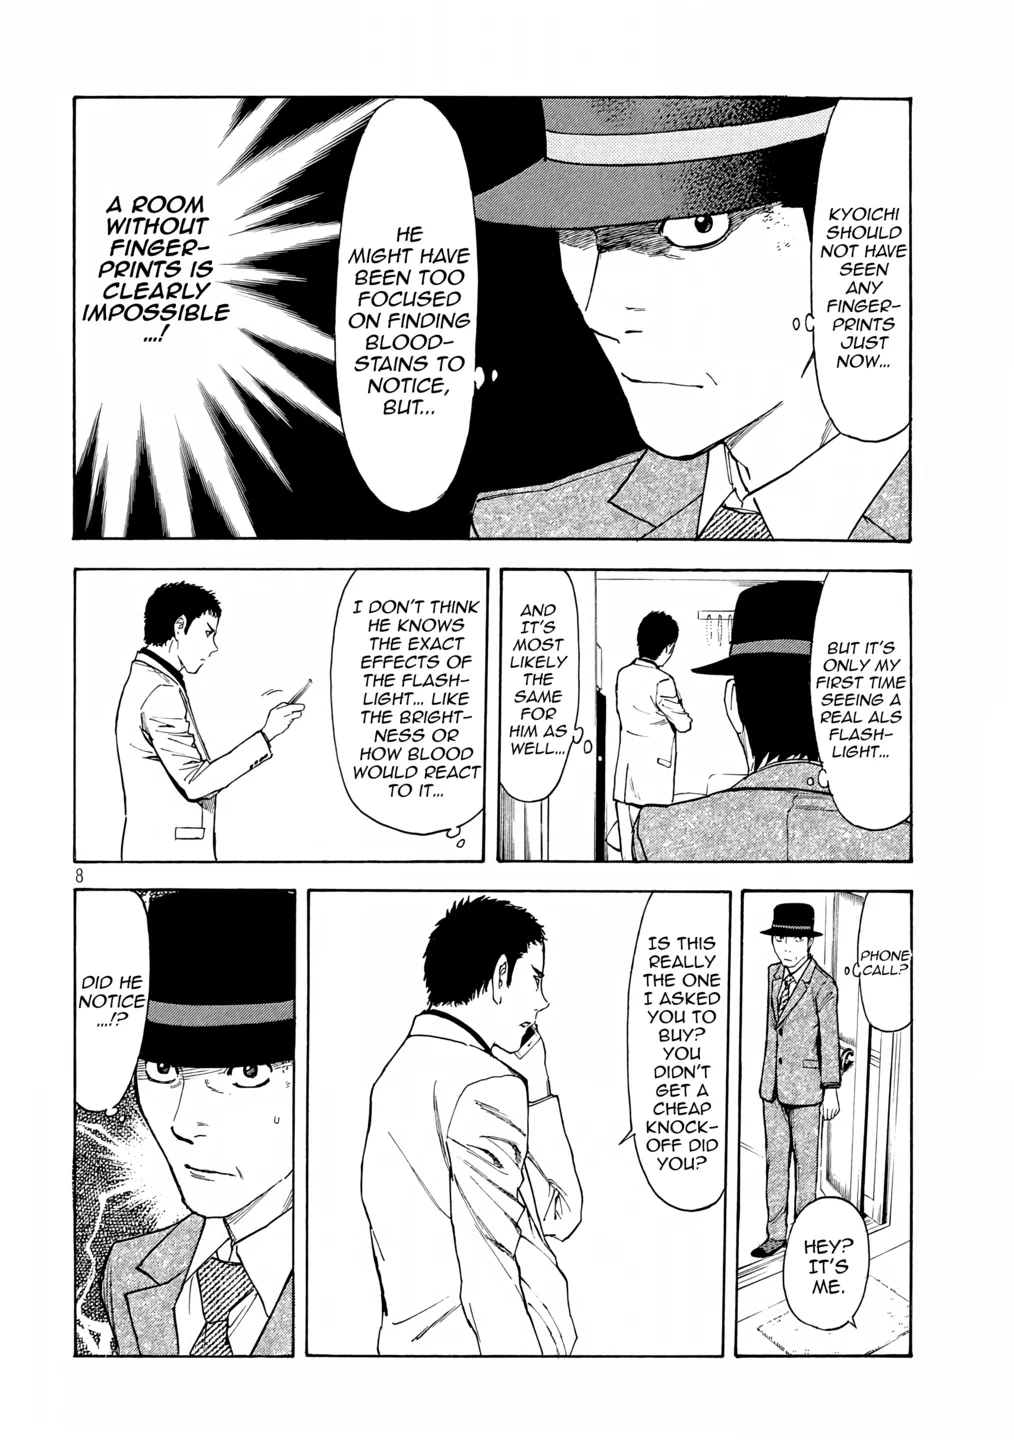 KYOICHI
SHOULD
NOT HAVE
SEEN
ANY
FINGER-
PRINTS
JUST
NOW...
HE
MIGHT HAVE
BEEN TOO
FOCUSED
ON FINDING
BLOOD-
STAINS TO
NOTICE,
BUT...
A ROOM
WITHOUT
FINGER-
PRINTS IS
CLEARLY
IMPOSSIBLE
...!
BUT IT'S
ONLY MY
FIRST TIME
SEEING A
REAL ALS
FLASH-
LIGHT...
AND
IT'S
MOST
LIKELY
THE
SAME
FOR
HIM AS
WELL...
I DON'T THINK
HE KNOWS
THE EXACT
EFFECTS OF
THE FLASH-
LIGHT... LIKE
THE BRIGHT-
NESS OR
HOW BLOOD
WOULD REACT
TO IT...
8
PHONE
CALL?
HEY?
IT'S
ME.
IS THIS
REALLY
THE ONE
I ASKED
YOU TO
BUY?
YOU
DIDN'T
GET A
CHEAP
KNOCK-
OFF DID
YOU?
DID HE
NOTICE
...!?